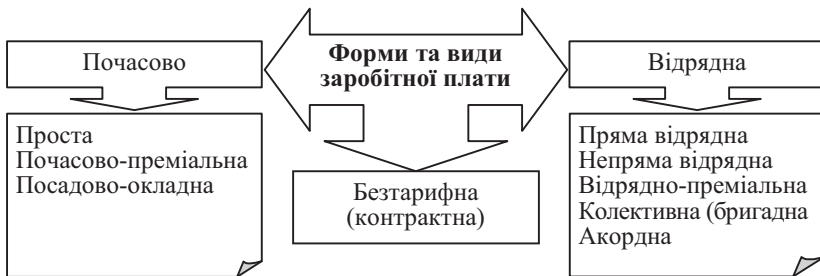 Форми та види
заробітної плати
Почасово
Відрядна
Проста
Почасово-преміальна
Посадово-окладна
Безтарифна
(контрактна)
Пряма відрядна
Непряма відрядна
Відрядно-преміальна
Колективна (бригадна
Акордна